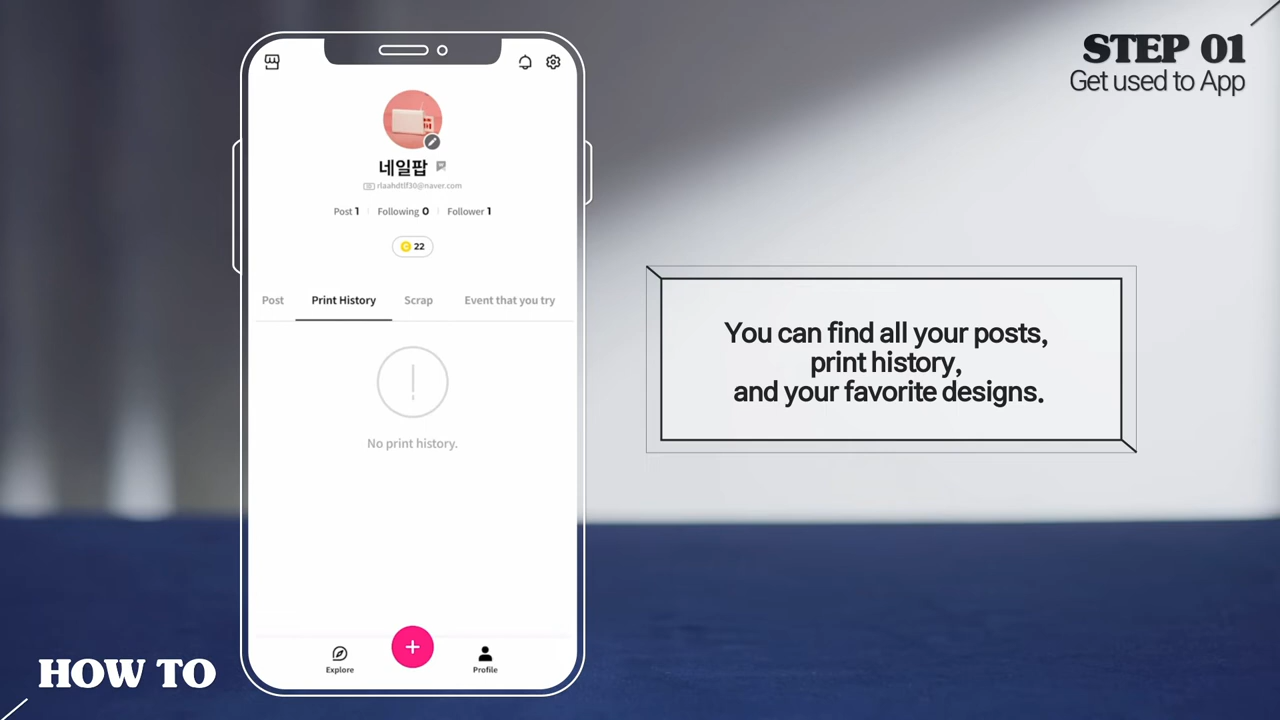 STEP 01
Get used to App
네일팝
rlaahdtlf30@naver.com
Post 1
Following 0
Follower 1
C 22
Post
Print History
Scrap
Event that you try
No print history.
You can find all your posts,
print history,
and your favorite designs.
Explore
+
Profile
HOW TO